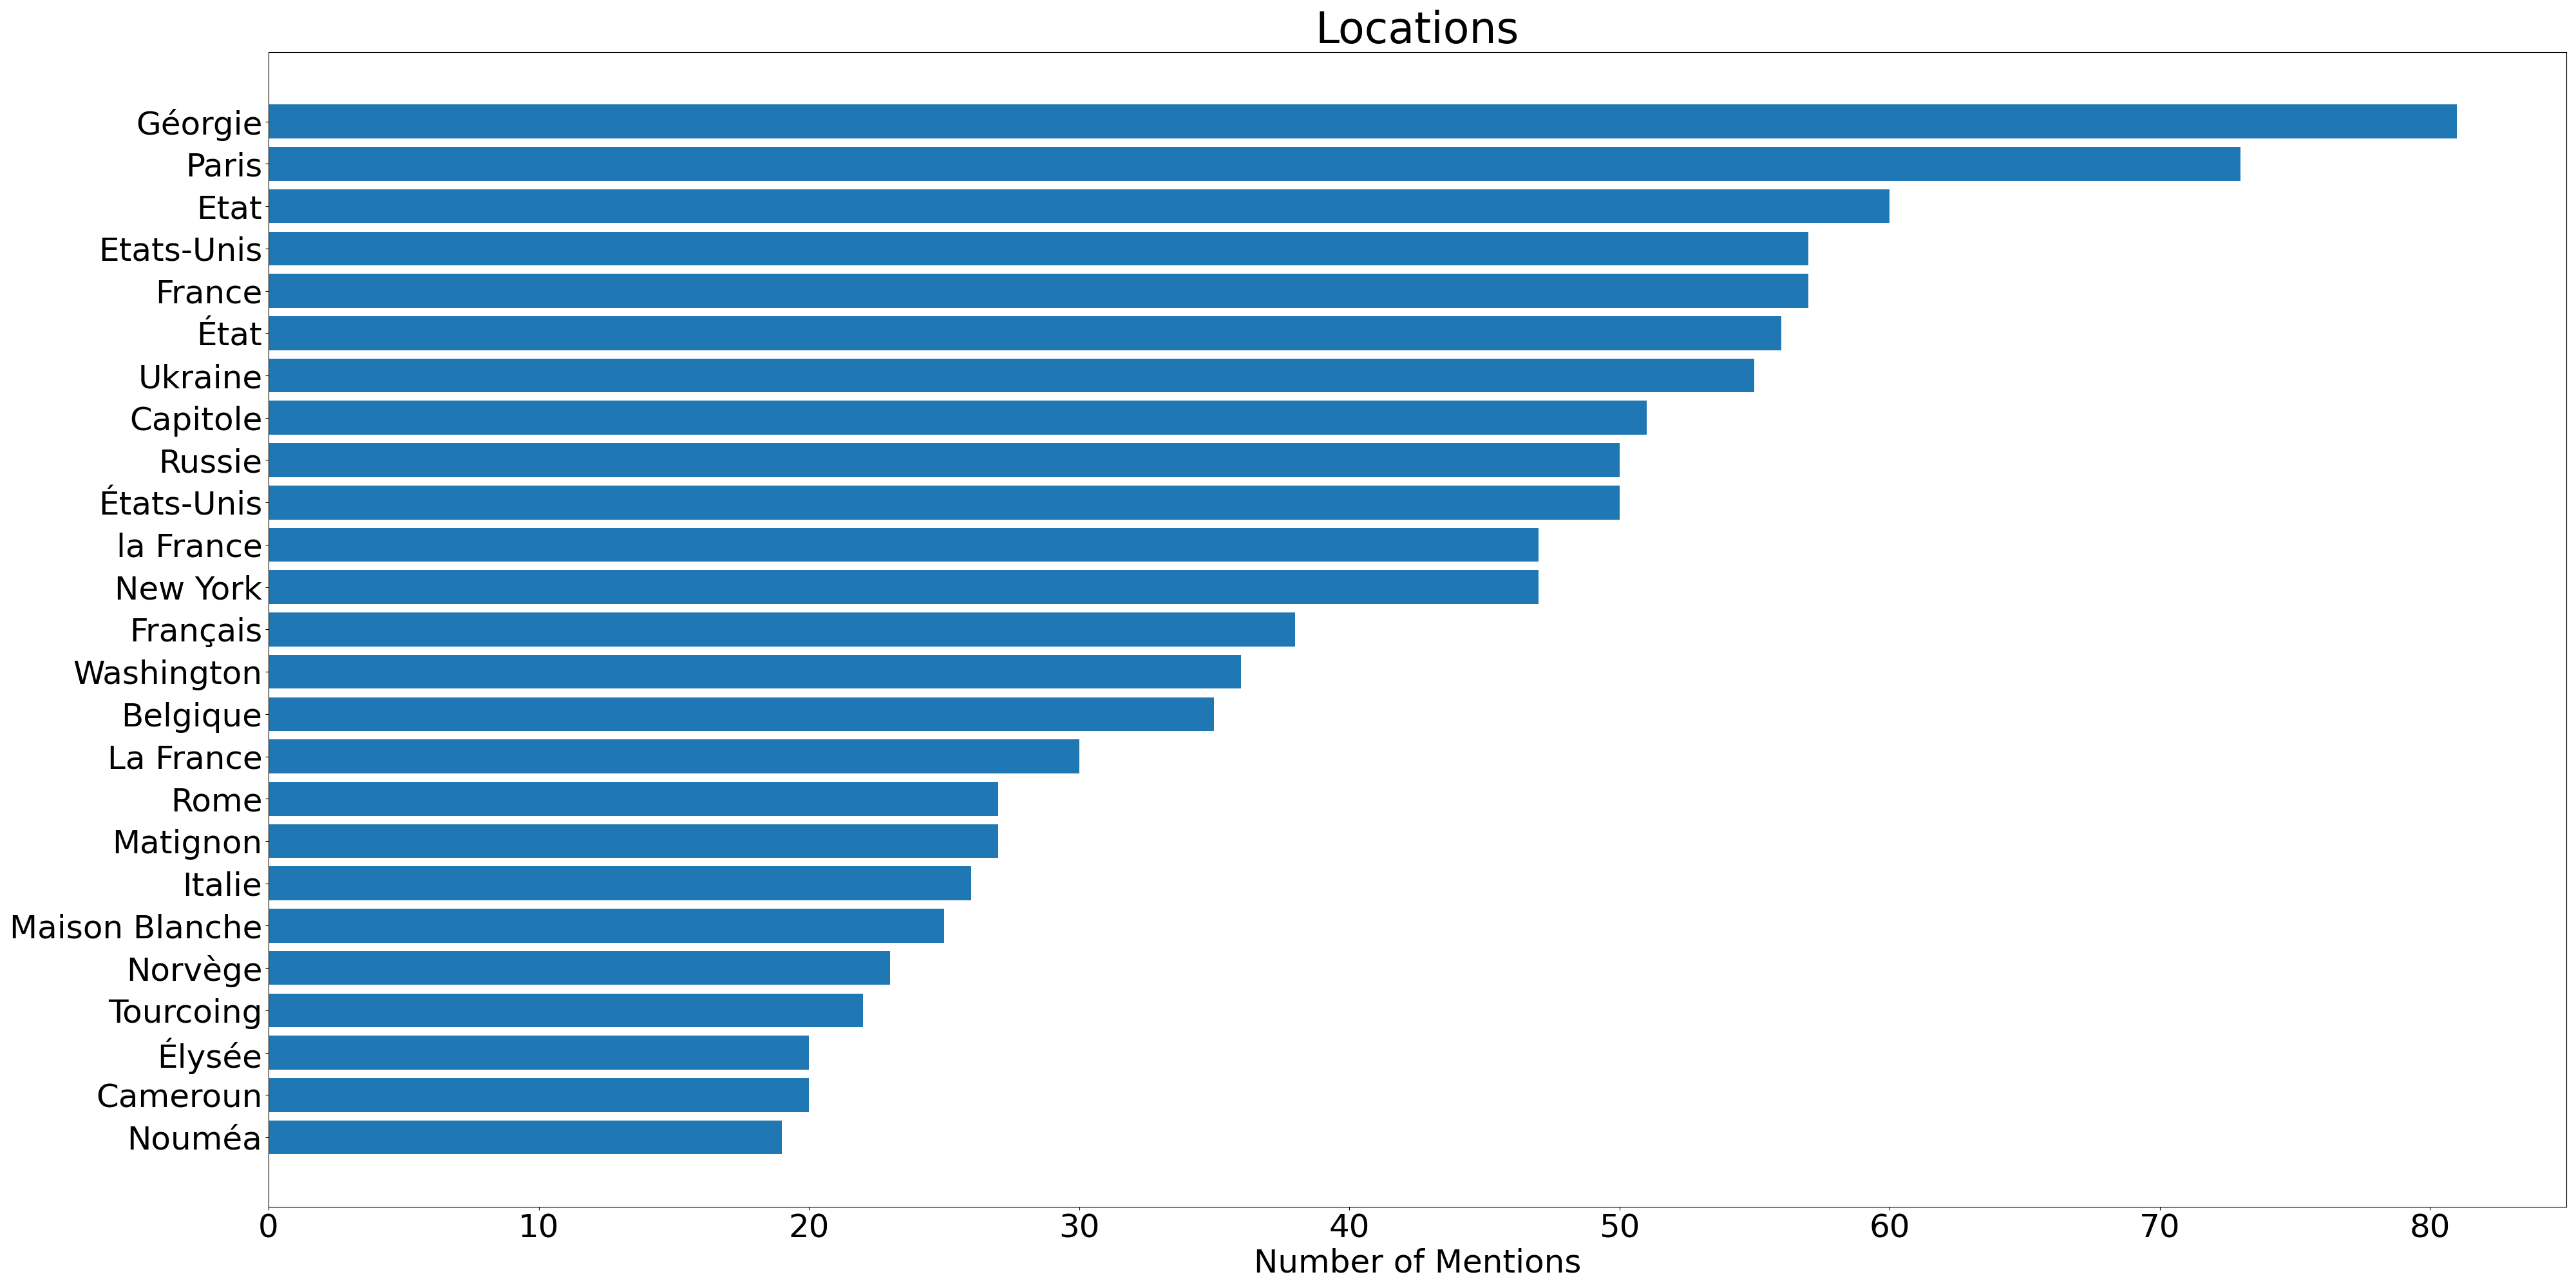 Locations
Géorgie
Paris
Etat
Etats-Unis
France
État
Ukraine
Capitole
Russie
États-Unis
la France
New York
Français
Washington
Belgique
La France
Rome
Matignon
Italie
Maison Blanche
Norvège
Tourcoing
Élysée
Cameroun
Nouméa
0 10 20 30 40 50 60 70 80
Number of Mentions